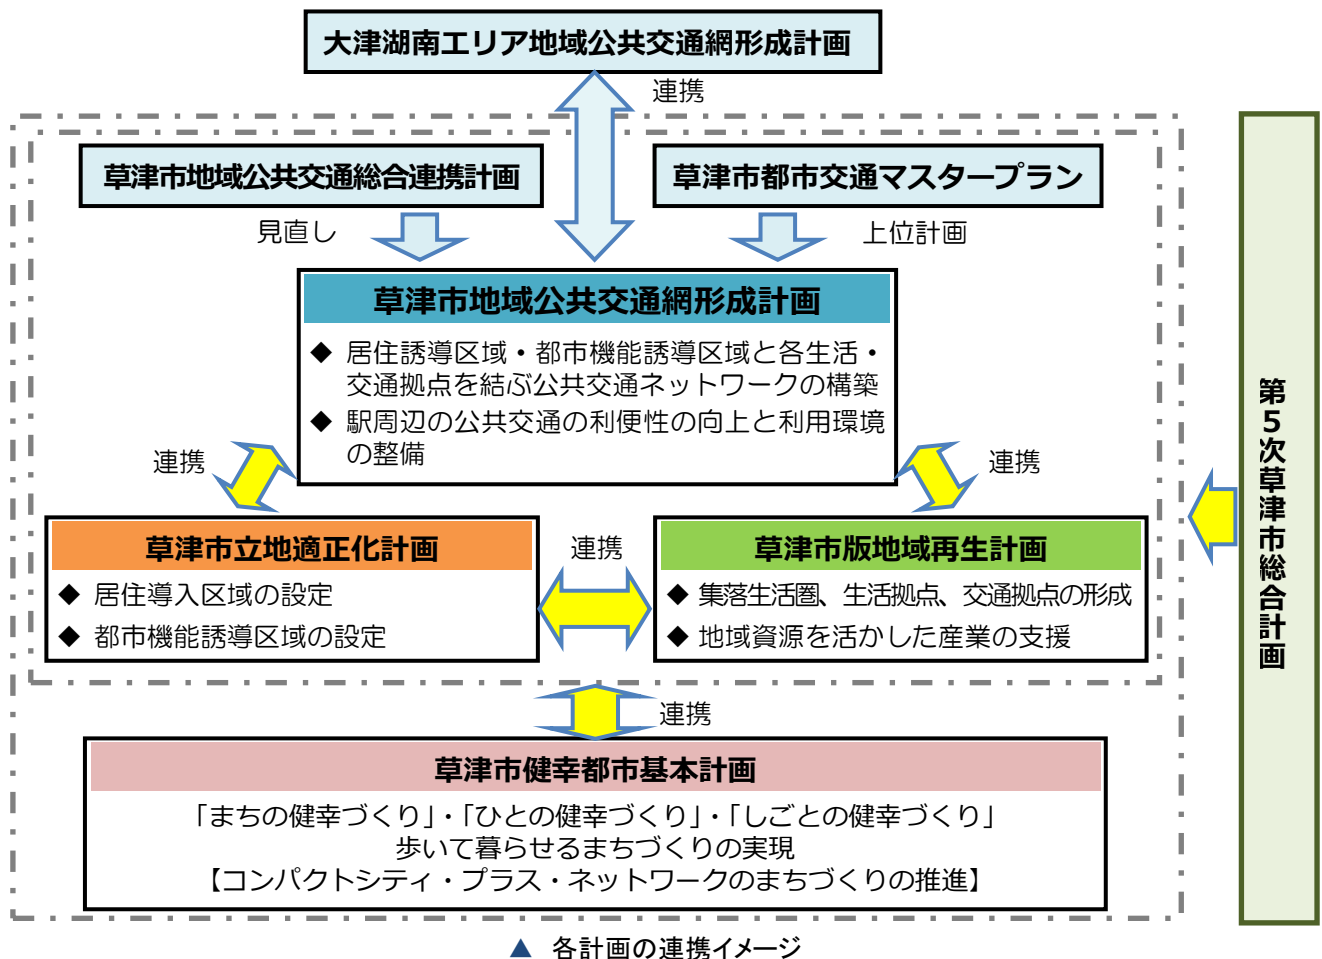 大津湖南エリア地域公共交通網形成計画
連携
草津市地域公共交通総合連携計画
草津市都市交通マスタープラン
見直し
上位計画
草津市地域公共交通網形成計画
◆ 居住誘導区域・都市機能誘導区域と各生活・
交通拠点を結ぶ公共交通ネットワークの構築
◆ 駅周辺の公共交通の利便性の向上と利用環境
の整備
連携
連携
草津市立地適正化計画
◆ 居住導入区域の設定
◆ 都市機能誘導区域の設定
連携
草津市版地域再生計画
◆ 集落生活圏、生活拠点、交通拠点の形成
◆ 地域資源を活かした産業の支援
連携
草津市健幸都市基本計画
「まちの健幸づくり」・「ひとの健幸づくり」・「しごとの健幸づくり」
歩いて暮らせるまちづくりの実現
【コンパクトシティ・プラス・ネットワークのまちづくりの推進】
第5次草津市総合計画
▲ 各計画の連携イメージ